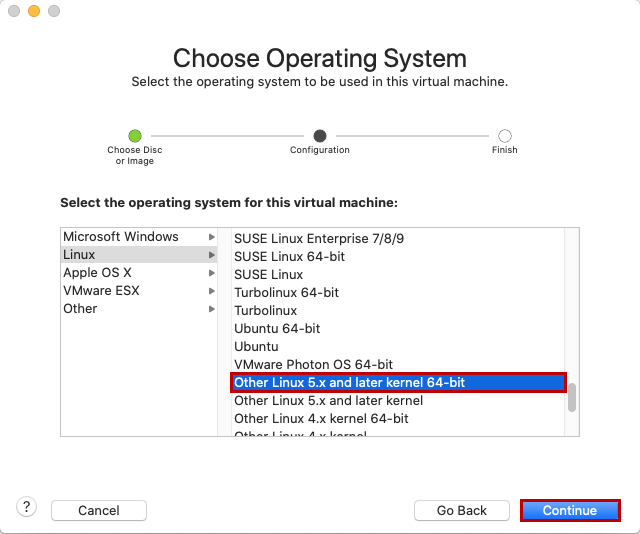 Choose Operating System
Select the operating system to be used in this virtual machine.
Choose Disc
or Image
Configuration
Finish
Select the operating system for this virtual machine:
Microsoft Windows
Linux
Apple OS X
VMware ESX
Other
SUSE Linux Enterprise 7/8/9
SUSE Linux 64-bit
SUSE Linux
Turbolinux 64-bit
Turbolinux
Ubuntu 64-bit
Ubuntu
VMware Photon OS 64-bit
Other Linux 5.x and later kernel 64-bit
Other Linux 5.x and later kernel
Other Linux 4.x kernel 64-bit
Other Linux 4.x kernel
?
Cancel
Go Back
Continue